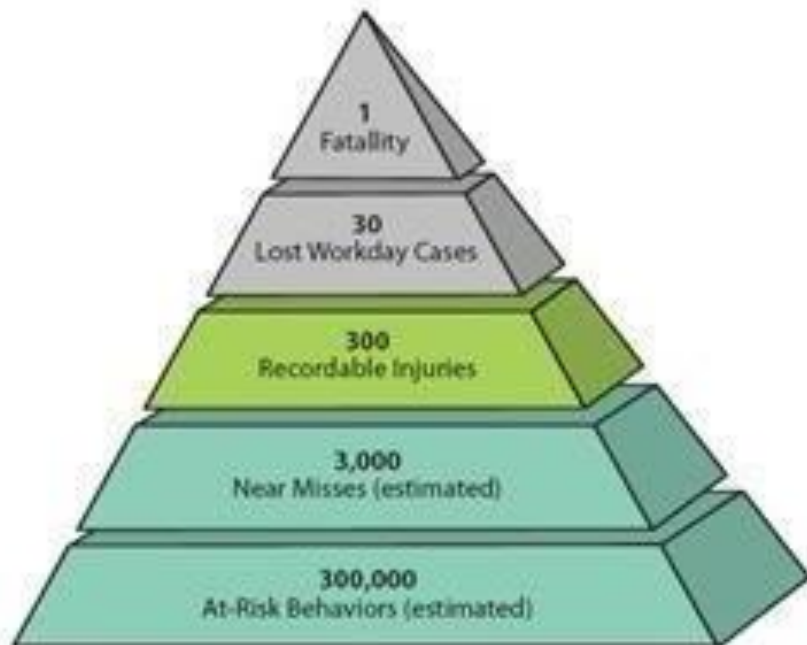 1
Fatallity
30
Lost Workday Cases
300
Recordable Injuries
3,000
Near Misses (estimated)
300,000
At-Risk Behaviors (estimated)